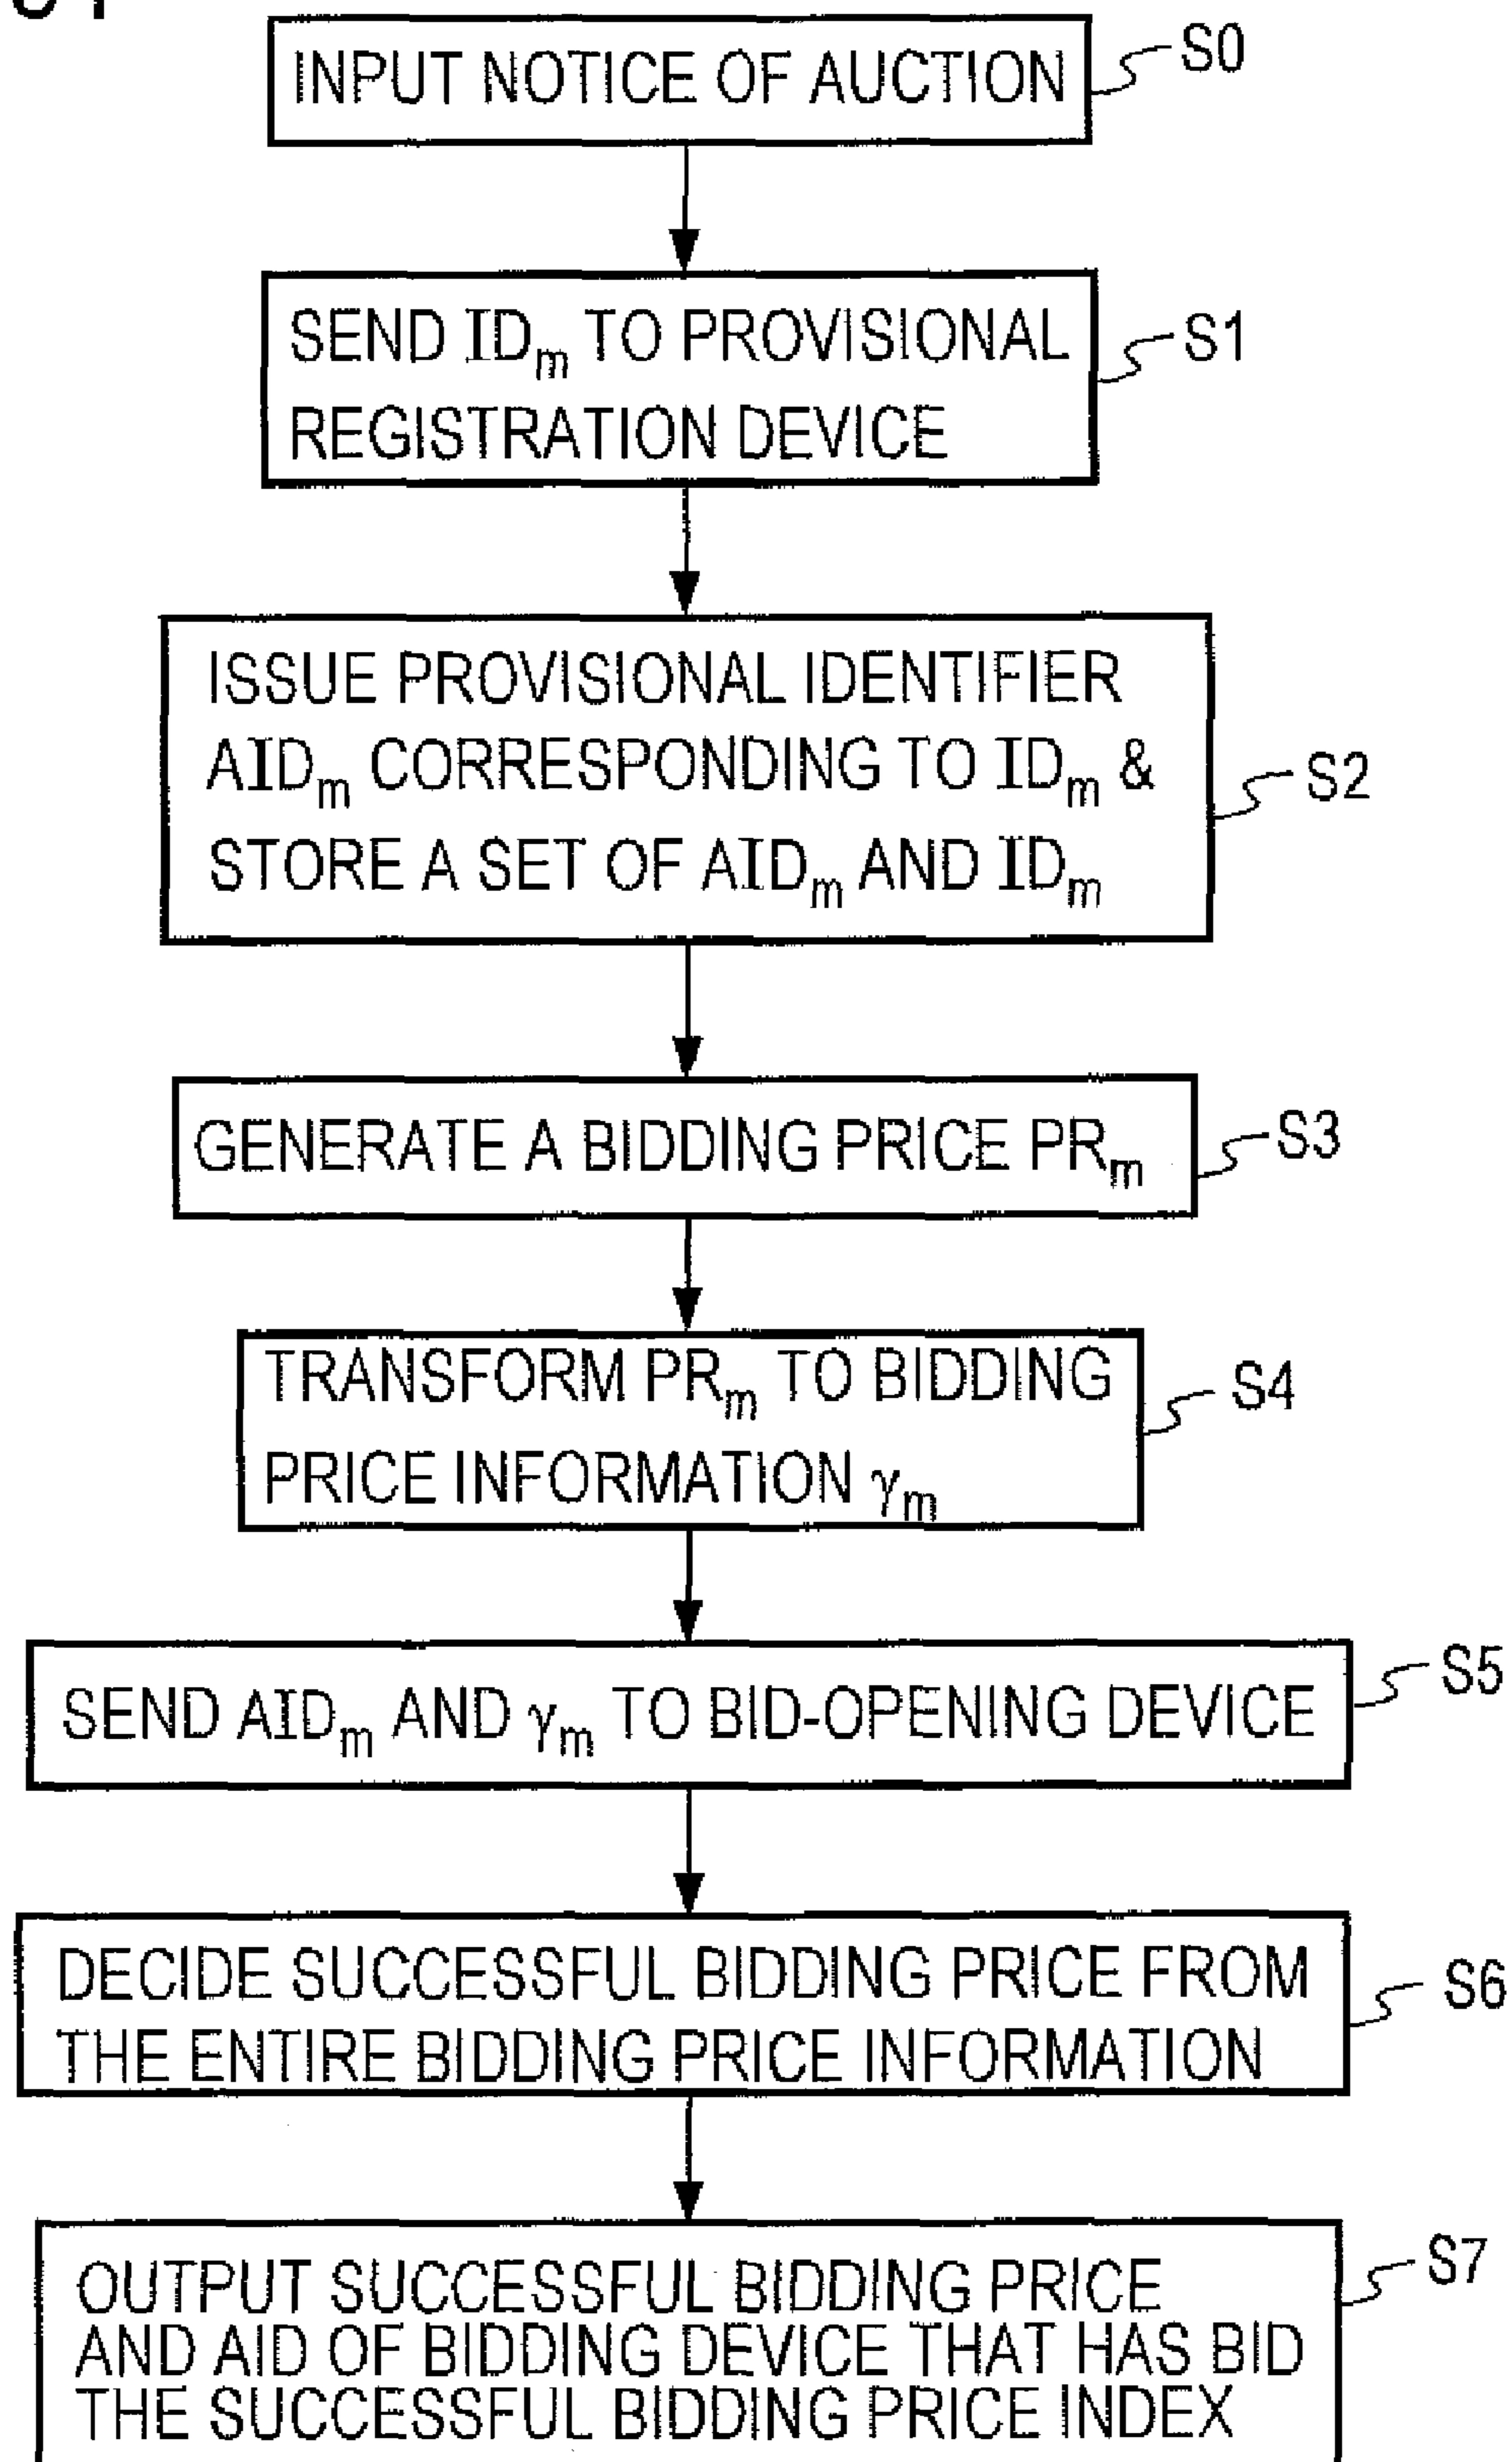 INPUT NOTICE OF AUCTION
S0
SEND IDm TO PROVISIONAL
REGISTRATION DEVICE
S1
ISSUE PROVISIONAL IDENTIFIER
AIDm CORRESPONDING TO IDm &
STORE A SET OF AIDm AND IDm
S2
GENERATE A BIDDING PRICE PRm
S3
TRANSFORM PRm TO BIDDING
PRICE INFORMATION γm
S4
SEND AIDm AND γm TO BID-OPENING DEVICE
S5
DECIDE SUCCESSFUL BIDDING PRICE FROM
THE ENTIRE BIDDING PRICE INFORMATION
S6
OUTPUT SUCCESSFUL BIDDING PRICE
AND AID OF BIDDING DEVICE THAT HAS BID
THE SUCCESSFUL BIDDING PRICE INDEX
S7